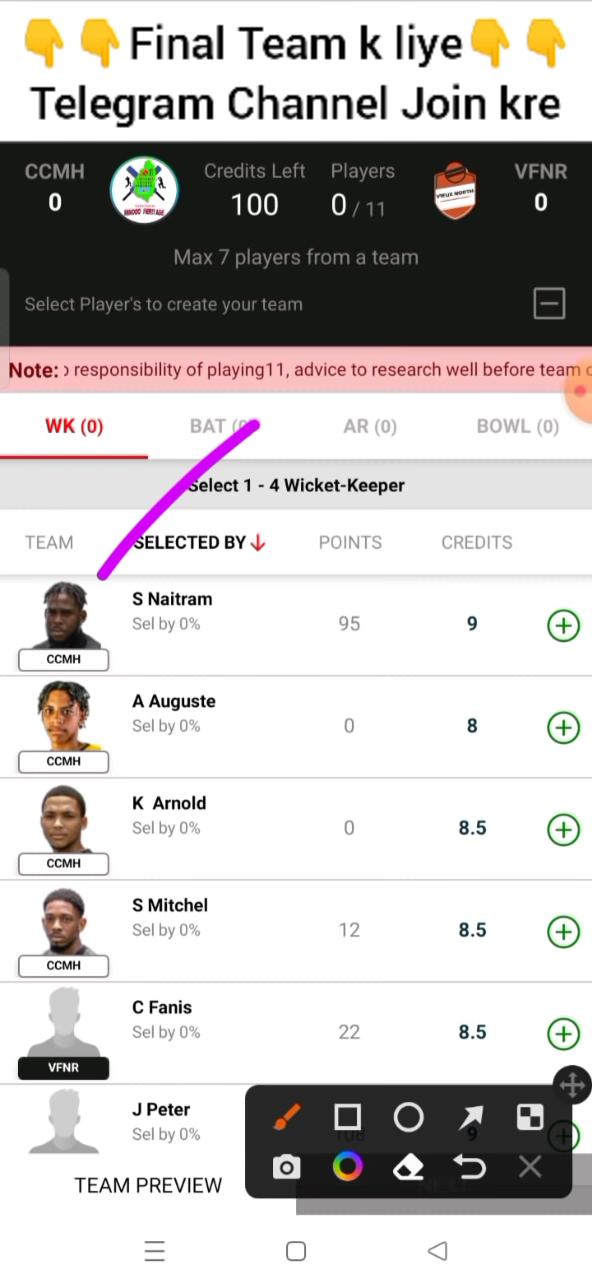 👇👇Final Team k liye👇👇
Telegram Channel Join kre
CCMH
0
Credits Left
100
Players
0 / 11
VFNR
0
Max 7 players from a team
Select Player's to create your team
Note: responsibility of playing11, advice to research well before team
WK (0)
BAT (0)
AR (0)
BOWL (0)
Select 1 - 4 Wicket-Keeper
TEAM
SELECTED BY
POINTS
CREDITS
S Naitram
Sel by 0%
95
9
CCMH
A Auguste
Sel by 0%
0
8
CCMH
K Arnold
Sel by 0%
0
8.5
CCMH
S Mitchel
Sel by 0%
12
8.5
CCMH
C Fanis
Sel by 0%
22
8.5
VFNR
J Peter
Sel by 0%
108
9
TEAM PREVIEW